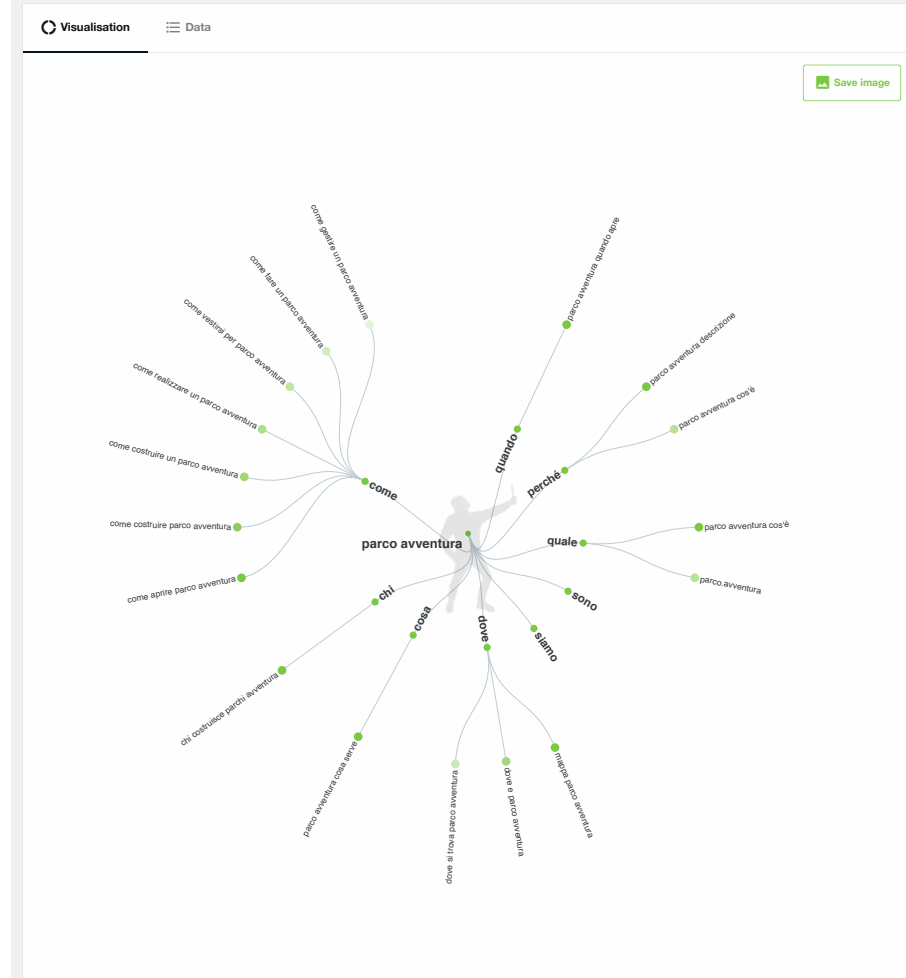 Visualisation
Data
Save image
come gestire un parco avventura
come fare un parco avventura
come vestirsi per parco avventura
come realizzare un parco avventura
come costruire un parco avventura
come costruire parco avventura
come aprire parco avventura
come
parco avventura quando apre
quando
parco avventura descrizione
parco avventura cos'è
perché
parco avventura
quale
parco avventura cos'è
parco.avventura
sono
siamo
dove
mappa parco avventura
dove e parco avventura
dove si trova parco avventura
cosa
parco avventura cosa serve
chi
chi costruisce parchi avventura